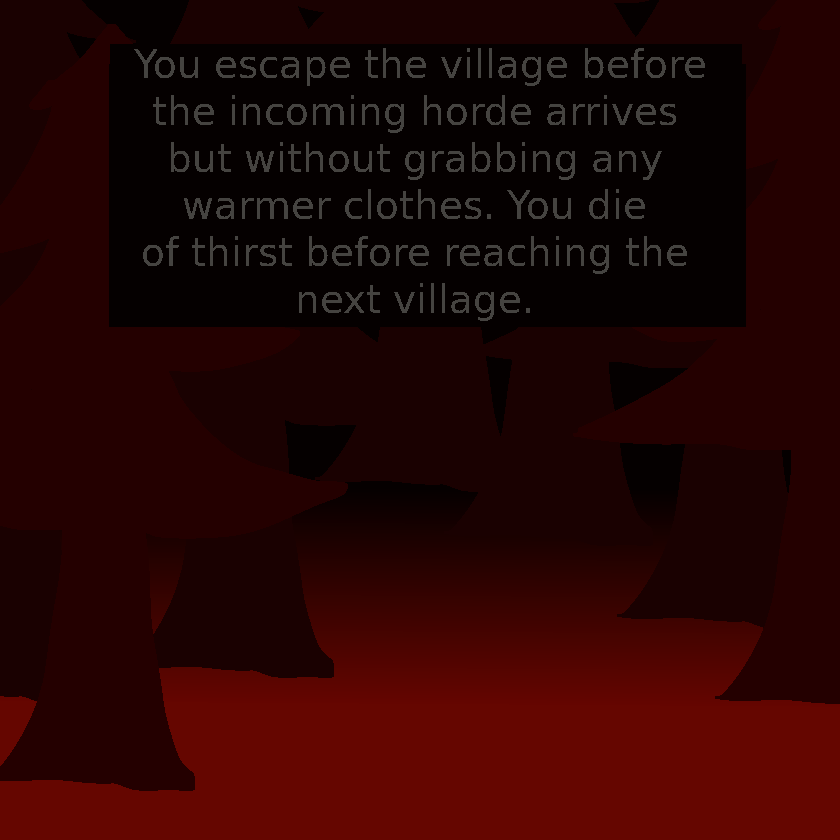 You escape the village before
the incoming horde arrives
but without grabbing any
warmer clothes. You die
of thirst before reaching the
next village.